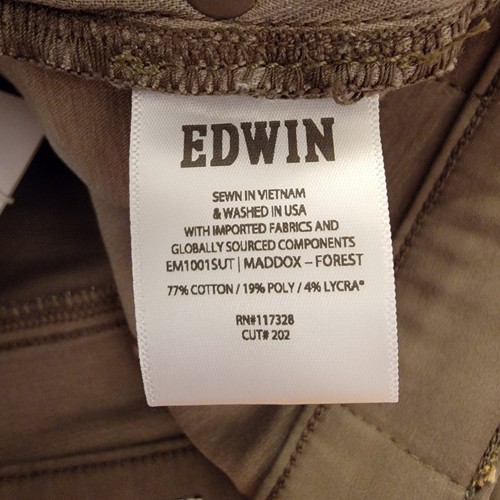 EDWIN
SEWN IN VIETNAM
& WASHED IN USA
WITH IMPORTED FABRICS AND
GLOBALLY SOURCED COMPONENTS
EM1001SUT | MADDOX – FOREST
77% COTTON / 19% POLY / 4% LYCRA®
RN#117328
CUT# 202